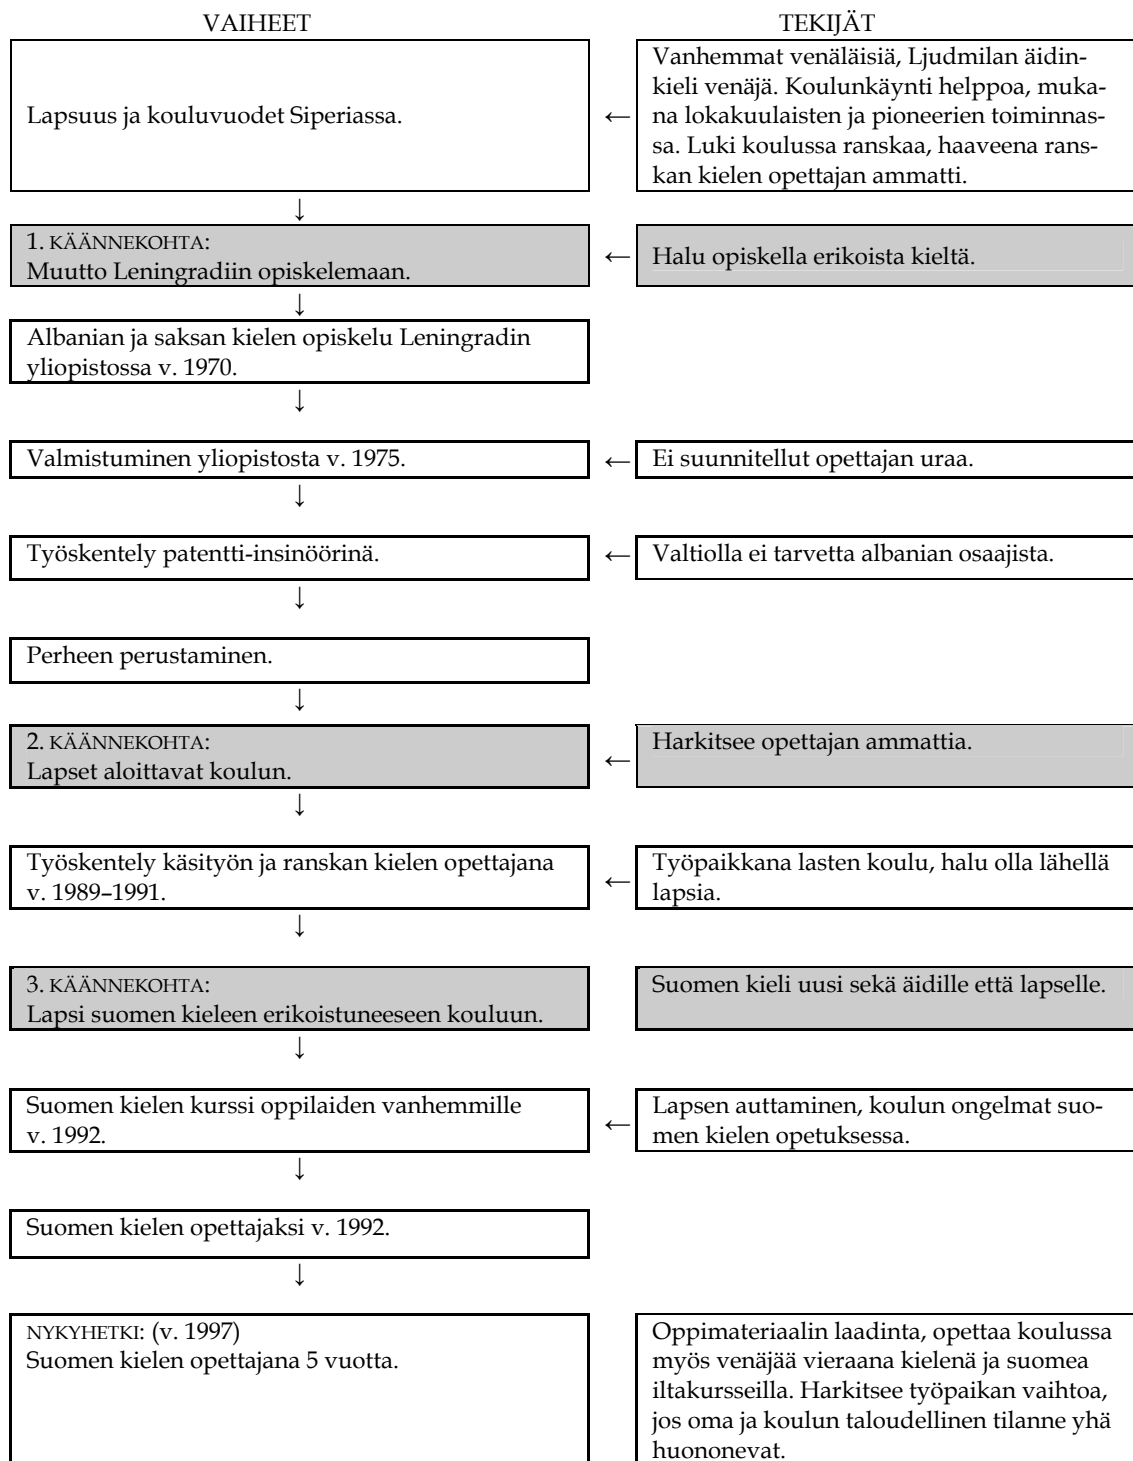 VAIHEET
TEKIJÄT
Lapsuus ja kouluvuodet Siperiassa.
←
Vanhemmat venäläisiä, Ljudmilan äidin-
kieli venäjä. Koulunkäynti helppoa, muka-
na lokakuulaisten ja pioneerien toiminnas-
sa. Luki koulussa ranskaa, haaveena rans-
kan kielen opettajan ammatti.
↓
1. KÄÄNNEKOHTA:
Muutto Leningradiin opiskelemaan.
←
Halu opiskella erikoista kieltä.
↓
Albanian ja saksan kielen opiskelu Leningradin
yliopistossa v. 1970.
↓
Valmistuminen yliopistosta v. 1975.
←
Ei suunnitellut opettajan uraa.
↓
Työskentely patentti-insinöörinä.
←
Valtiolla ei tarvetta albanian osaajista.
↓
Perheen perustaminen.
↓
2. KÄÄNNEKOHTA:
Lapset aloittavat koulun.
←
Harkitsee opettajan ammattia.
↓
Työskentely käsityön ja ranskan kielen opettajana
v. 1989–1991.
←
Työpaikkana lasten koulu, halu olla lähellä
lapsia.
↓
3. KÄÄNNEKOHTA:
Lapsi suomen kieleen erikoistuneeseen kouluun.
Suomen kieli uusi sekä äidille että lapselle.
↓
Suomen kielen kurssi oppilaiden vanhemmille
v. 1992.
←
Lapsen auttaminen, koulun ongelmat suo-
men kielen opetuksessa.
↓
Suomen kielen opettajaksi v. 1992.
↓
NYKYHETKI: (v. 1997)
Suomen kielen opettajana 5 vuotta.
Oppimateriaalin laadinta, opettaa koulussa
myös venäjää vieraana kielenä ja suomea
iltakursseilla. Harkitsee työpaikan vaihtoa,
jos oma ja koulun taloudellinen tilanne yhä
huononevat.